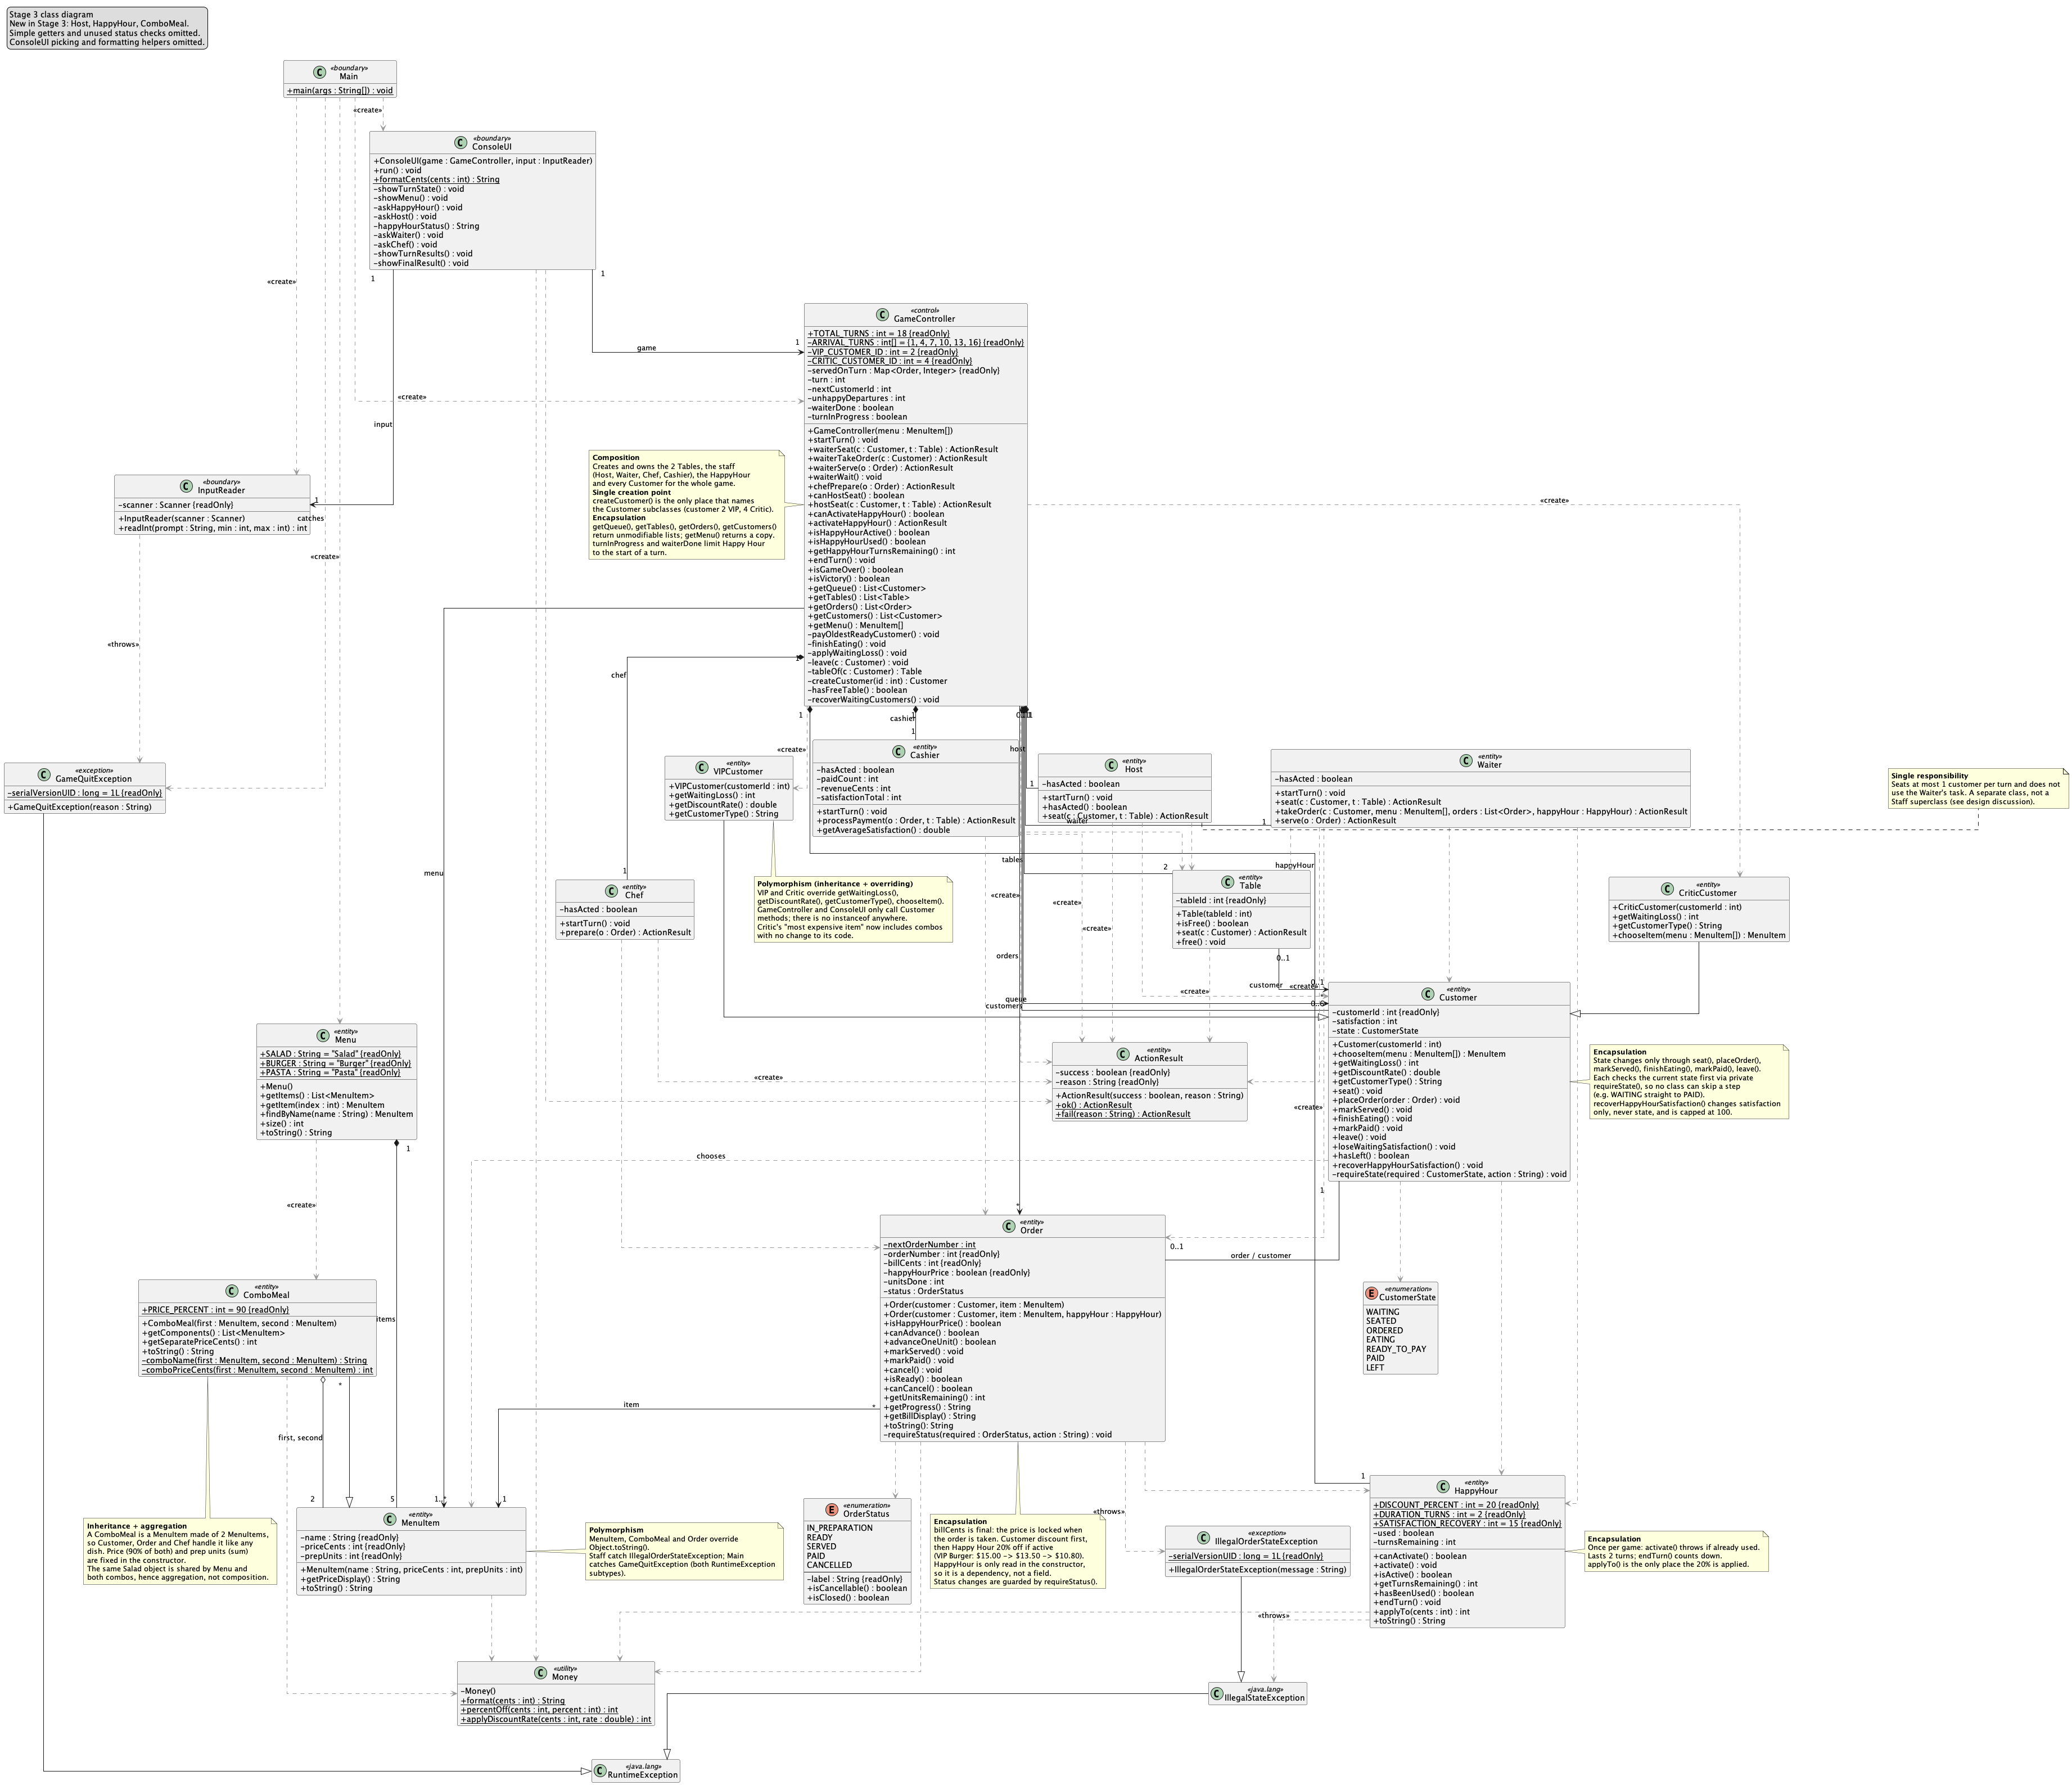 Stage 3 class diagram
New in Stage 3: Host, HappyHour, ComboMeal.
Simple getters and unused status checks omitted.
ConsoleUI picking and formatting helpers omitted.
«boundary»
Main
+main(args : String[]) : void
«create»
«boundary»
ConsoleUI
+ConsoleUI(game : GameController, input : InputReader)
+run() : void
+formatCents(cents : int) : String
-showTurnState() : void
-showMenu() : void
-askHappyHour() : void
-askHost() : void
-happyHourStatus() : String
-askWaiter() : void
-askChef() : void
-showTurnResults() : void
-showFinalResult() : void
1
1
«create»
game
1
«create»
input
«control»
GameController
+TOTAL_TURNS : int = 18 {readOnly}
-ARRIVAL_TURNS : int[] = {1, 4, 7, 10, 13, 16} {readOnly}
-VIP_CUSTOMER_ID : int = 2 {readOnly}
-CRITIC_CUSTOMER_ID : int = 4 {readOnly}
-servedOnTurn : Map<Order, Integer> {readOnly}
-turn : int
-nextCustomerId : int
-unhappyDepartures : int
-waiterDone : boolean
-turnInProgress : boolean
+GameController(menu : MenuItem[])
+startTurn() : void
+waiterSeat(c : Customer, t : Table) : ActionResult
+waiterTakeOrder(c : Customer) : ActionResult
+waiterServe(o : Order) : ActionResult
+waiterWait() : void
+chefPrepare(o : Order) : ActionResult
+canHostSeat() : boolean
+hostSeat(c : Customer, t : Table) : ActionResult
+canActivateHappyHour() : boolean
+activateHappyHour() : ActionResult
+isHappyHourActive() : boolean
+isHappyHourUsed() : boolean
+getHappyHourTurnsRemaining() : int
+endTurn() : void
+isGameOver() : boolean
+isVictory() : boolean
+getQueue() : List<Customer>
+getTables() : List<Table>
+getOrders() : List<Order>
+getCustomers() : List<Customer>
+getMenu() : MenuItem[]
-payOldestReadyCustomer() : void
-finishEating() : void
-applyWaitingLoss() : void
-leave(c : Customer) : void
-tableOf(c : Customer) : Table
-createCustomer(id : int) : Customer
-hasFreeTable() : boolean
-recoverWaitingCustomers() : void
Composition
Creates and owns the 2 Tables, the staff
(Host, Waiter, Chef, Cashier), the HappyHour
and every Customer for the whole game.
Single creation point
createCustomer() is the only place that names
the Customer subclasses (customer 2 VIP, 4 Critic).
Encapsulation
getQueue(), getTables(), getOrders(), getCustomers()
return unmodifiable lists; getMenu() returns a copy.
turnInProgress and waiterDone limit Happy Hour
to the start of a turn.
«boundary»
InputReader
-scanner : Scanner {readOnly}
+InputReader(scanner : Scanner)
+readInt(prompt : String, min : int, max : int) : int
1
catches
«create»
«create»
«throws»
chef
1
cashier
1
1
«create»
host
«exception»
GameQuitException
-serialVersionUID : long = 1L {readOnly}
+GameQuitException(reason : String)
«entity»
VIPCustomer
+VIPCustomer(customerId : int)
+getWaitingLoss() : int
+getDiscountRate() : double
+getCustomerType() : String
«entity»
Cashier
-hasActed : boolean
-paidCount : int
-revenueCents : int
-satisfactionTotal : int
+startTurn() : void
+processPayment(o : Order, t : Table) : ActionResult
+getAverageSatisfaction() : double
«entity»
Host
-hasActed : boolean
+startTurn() : void
+hasActed() : boolean
+seat(c : Customer, t : Table) : ActionResult
1
waiter
1
«entity»
Waiter
-hasActed : boolean
+startTurn() : void
+seat(c : Customer, t : Table) : ActionResult
+takeOrder(c : Customer, menu : MenuItem[], orders : List<Order>, happyHour : HappyHour) : ActionResult
+serve(o : Order) : ActionResult
Single responsibility
Seats at most 1 customer per turn and does not
use the Waiter's task. A separate class, not a
Staff superclass (see design discussion).
menu
1
tables
2
happyHour
«entity»
Chef
-hasActed : boolean
+startTurn() : void
+prepare(o : Order) : ActionResult
Polymorphism (inheritance + overriding)
VIP and Critic override getWaitingLoss(),
getDiscountRate(), getCustomerType(), chooseItem().
GameController and ConsoleUI only call Customer
methods; there is no instanceof anywhere.
Critic's "most expensive item" now includes combos
with no change to its code.
«create»
«create»
«create»
«entity»
Table
-tableId : int {readOnly}
+Table(tableId : int)
+isFree() : boolean
+seat(c : Customer) : ActionResult
+free() : void
«entity»
CriticCustomer
+CriticCustomer(customerId : int)
+getWaitingLoss() : int
+getCustomerType() : String
+chooseItem(menu : MenuItem[]) : MenuItem
orders
0..1
customer
«create»
«create»
queue
customers
«entity»
Customer
-customerId : int {readOnly}
-satisfaction : int
-state : CustomerState
+Customer(customerId : int)
+chooseItem(menu : MenuItem[]) : MenuItem
+getWaitingLoss() : int
+getDiscountRate() : double
+getCustomerType() : String
+seat() : void
+placeOrder(order : Order) : void
+markServed() : void
+finishEating() : void
+markPaid() : void
+leave() : void
+loseWaitingSatisfaction() : void
+hasLeft() : boolean
+recoverHappyHourSatisfaction() : void
-requireState(required : CustomerState, action : String) : void
Encapsulation
State changes only through seat(), placeOrder(),
markServed(), finishEating(), markPaid(), leave().
Each checks the current state first via private
requireState(), so no class can skip a step
(e.g. WAITING straight to PAID).
recoverHappyHourSatisfaction() changes satisfaction
only, never state, and is capped at 100.
«entity»
Menu
+SALAD : String = "Salad" {readOnly}
+BURGER : String = "Burger" {readOnly}
+PASTA : String = "Pasta" {readOnly}
+Menu()
+getItems() : List<MenuItem>
+getItem(index : int) : MenuItem
+findByName(name : String) : MenuItem
+size() : int
+toString() : String
1
«create»
«entity»
ActionResult
-success : boolean {readOnly}
-reason : String {readOnly}
+ActionResult(success : boolean, reason : String)
+ok() : ActionResult
+fail(reason : String) : ActionResult
«create»
«create»
chooses
1
*
0..1
order / customer
«entity»
Order
-nextOrderNumber : int
-orderNumber : int {readOnly}
-billCents : int {readOnly}
-happyHourPrice : boolean {readOnly}
-unitsDone : int
-status : OrderStatus
+Order(customer : Customer, item : MenuItem)
+Order(customer : Customer, item : MenuItem, happyHour : HappyHour)
+isHappyHourPrice() : boolean
+canAdvance() : boolean
+advanceOneUnit() : boolean
+markServed() : void
+markPaid() : void
+cancel() : void
+isReady() : boolean
+canCancel() : boolean
+getUnitsRemaining() : int
+getProgress() : String
+getBillDisplay() : String
+toString(): String
-requireStatus(required : OrderStatus, action : String) : void
«enumeration»
CustomerState
WAITING
SEATED
ORDERED
EATING
READY_TO_PAY
PAID
LEFT
«entity»
ComboMeal
+PRICE_PERCENT : int = 90 {readOnly}
+ComboMeal(first : MenuItem, second : MenuItem)
+getComponents() : List<MenuItem>
+getSeparatePriceCents() : int
+toString() : String
-comboName(first : MenuItem, second : MenuItem) : String
-comboPriceCents(first : MenuItem, second : MenuItem) : int
items
*
first, second
item
*
2
5
1..*
1
1
«entity»
MenuItem
-name : String {readOnly}
-priceCents : int {readOnly}
-prepUnits : int {readOnly}
+MenuItem(name : String, priceCents : int, prepUnits : int)
+getPriceDisplay() : String
+toString() : String
Inheritance + aggregation
A ComboMeal is a MenuItem made of 2 MenuItems,
so Customer, Order and Chef handle it like any
dish. Price (90% of both) and prep units (sum)
are fixed in the constructor.
The same Salad object is shared by Menu and
both combos, hence aggregation, not composition.
Polymorphism
MenuItem, ComboMeal and Order override
Object.toString().
Staff catch IllegalOrderStateException; Main
catches GameQuitException (both RuntimeException
subtypes).
«enumeration»
OrderStatus
IN_PREPARATION
READY
SERVED
PAID
CANCELLED
-label : String {readOnly}
+isCancellable() : boolean
+isClosed() : boolean
Encapsulation
billCents is final: the price is locked when
the order is taken. Customer discount first,
then Happy Hour 20% off if active
(VIP Burger: $15.00 -> $13.50 -> $10.80).
HappyHour is only read in the constructor,
so it is a dependency, not a field.
Status changes are guarded by requireStatus().
«throws»
«exception»
IllegalOrderStateException
-serialVersionUID : long = 1L {readOnly}
+IllegalOrderStateException(message : String)
«entity»
HappyHour
+DISCOUNT_PERCENT : int = 20 {readOnly}
+DURATION_TURNS : int = 2 {readOnly}
+SATISFACTION_RECOVERY : int = 15 {readOnly}
-used : boolean
-turnsRemaining : int
+canActivate() : boolean
+activate() : void
+isActive() : boolean
+getTurnsRemaining() : int
+hasBeenUsed() : boolean
+endTurn() : void
+applyTo(cents : int) : int
+toString() : String
Encapsulation
Once per game: activate() throws if already used.
Lasts 2 turns; endTurn() counts down.
applyTo() is the only place the 20% is applied.
«throws»
«utility»
Money
-Money()
+format(cents : int) : String
+percentOff(cents : int, percent : int) : int
+applyDiscountRate(cents : int, rate : double) : int
«java.lang»
IllegalStateException
«java.lang»
RuntimeException